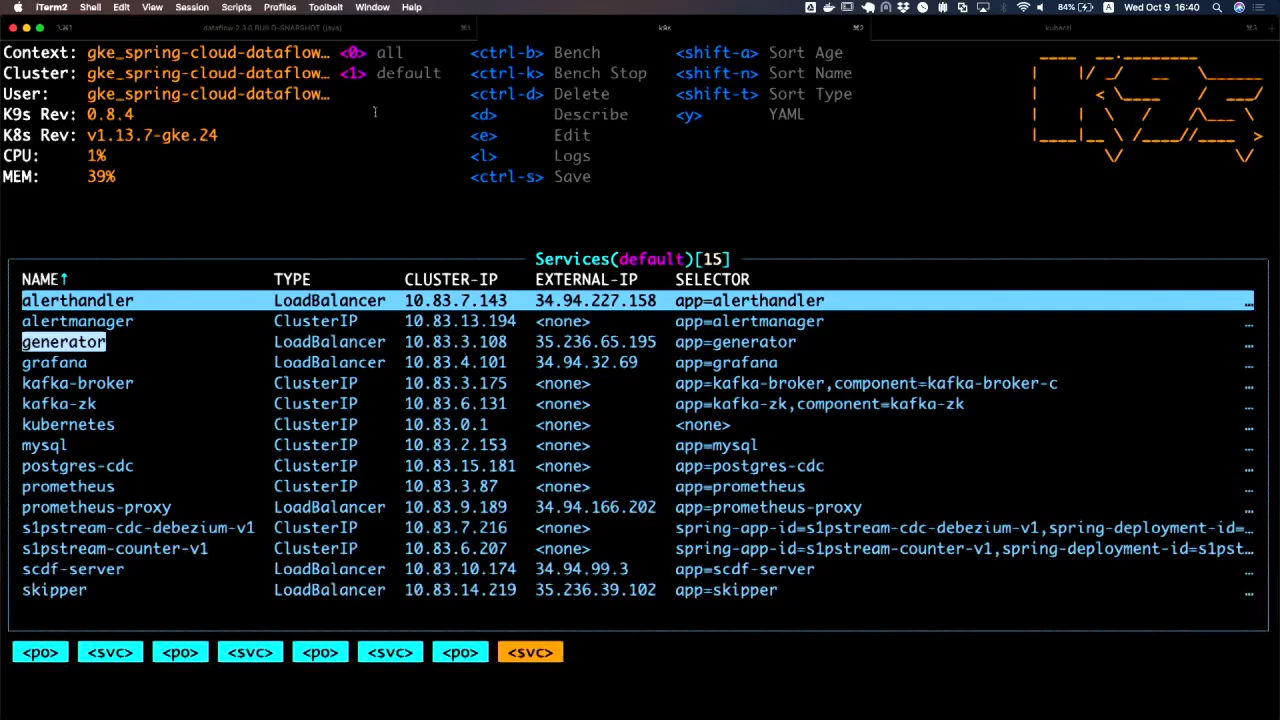 iTerm2 Shell Edit View Session Scripts Profiles Toolbelt Window Help 84% Wed Oct 9 16:40
⌥⌘1 dataflow 2.3.0.BUILD-SNAPSHOT (java) ⌘1 k9s ⌘2 kubectl ⌘3
Context: gke_spring-cloud-dataflow… <0> all <ctrl-b> Bench <shift-a> Sort Age
Cluster: gke_spring-cloud-dataflow… <1> default <ctrl-k> Bench Stop <shift-n> Sort Name
User: gke_spring-cloud-dataflow… <ctrl-d> Delete <shift-t> Sort Type
K9s Rev: 0.8.4 <d> Describe <y> YAML
K8s Rev: v1.13.7-gke.24 <e> Edit
CPU: 1% <l> Logs
MEM: 39% <ctrl-s> Save
Services(default)[15]
NAME↑ TYPE CLUSTER-IP EXTERNAL-IP SELECTOR
alerthandler LoadBalancer 10.83.7.143 34.94.227.158 app=alerthandler …
alertmanager ClusterIP 10.83.13.194 <none> app=alertmanager …
generator LoadBalancer 10.83.3.108 35.236.65.195 app=generator …
grafana LoadBalancer 10.83.4.101 34.94.32.69 app=grafana …
kafka-broker ClusterIP 10.83.3.175 <none> app=kafka-broker,component=kafka-broker-c …
kafka-zk ClusterIP 10.83.6.131 <none> app=kafka-zk,component=kafka-zk …
kubernetes ClusterIP 10.83.0.1 <none> <none> …
mysql ClusterIP 10.83.2.153 <none> app=mysql …
postgres-cdc ClusterIP 10.83.15.181 <none> app=postgres-cdc …
prometheus ClusterIP 10.83.3.87 <none> app=prometheus …
prometheus-proxy LoadBalancer 10.83.9.189 34.94.166.202 app=prometheus-proxy …
s1pstream-cdc-debezium-v1 ClusterIP 10.83.7.216 <none> spring-app-id=s1pstream-cdc-debezium-v1,spring-deployment-id=…
s1pstream-counter-v1 ClusterIP 10.83.6.207 <none> spring-app-id=s1pstream-counter-v1,spring-deployment-id=s1pst…
scdf-server LoadBalancer 10.83.10.174 34.94.99.3 app=scdf-server …
skipper LoadBalancer 10.83.14.219 35.236.39.102 app=skipper …
<po> <svc> <po> <svc> <po> <svc> <po> <svc>